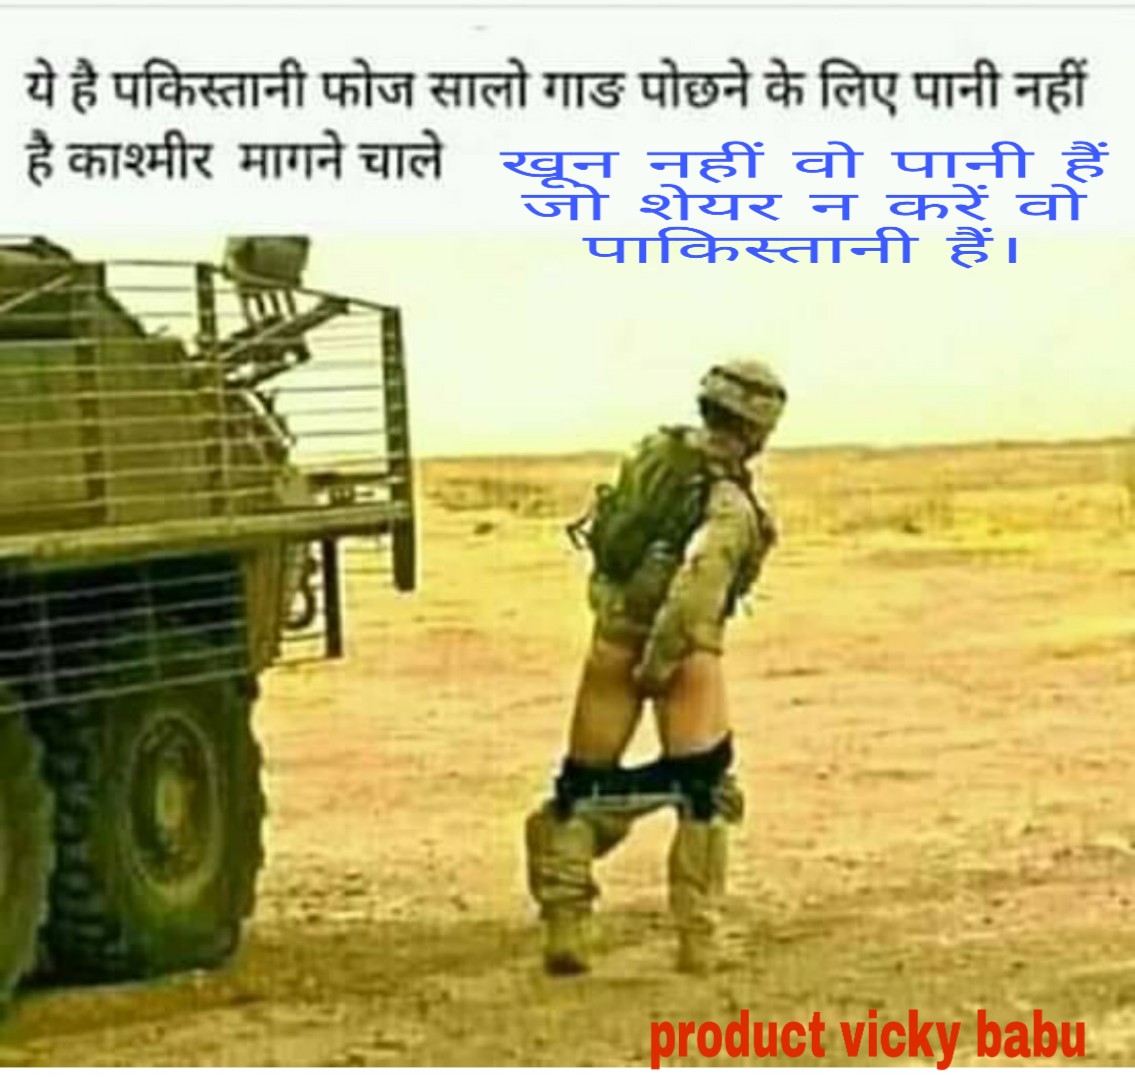 ये है पकिस्तानी फोज सालो गाङ पोछने के लिए पानी नहीं
है काश्मीर मागने चाले
खून नहीं वो पानी हैं
जो शेयर न करें वो
पाकिस्तानी हैं।
product vicky babu